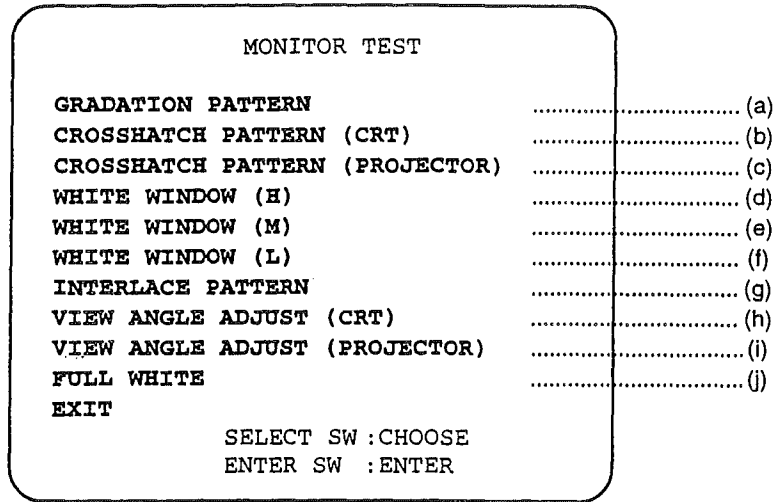 MONITOR TEST
GRADATION PATTERN .................... (a)
CROSSHATCH PATTERN (CRT) .................... (b)
CROSSHATCH PATTERN (PROJECTOR) .................... (c)
WHITE WINDOW (H) .................... (d)
WHITE WINDOW (M) .................... (e)
WHITE WINDOW (L) .................... (f)
INTERLACE PATTERN .................... (g)
VIEW ANGLE ADJUST (CRT) .................... (h)
VIEW ANGLE ADJUST (PROJECTOR) .................... (i)
FULL WHITE .................... (j)
EXIT
SELECT SW :CHOOSE
ENTER SW :ENTER